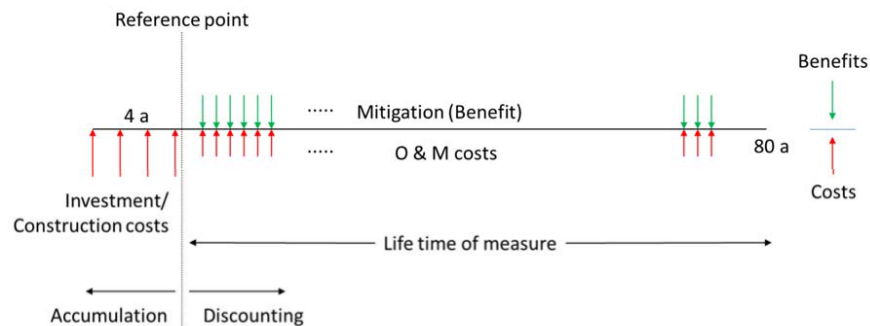 Reference point
Benefits
4 a
..... Mitigation (Benefit)
..... O & M costs
80 a
Investment/
Construction costs
Costs
Life time of measure
Accumulation
Discounting